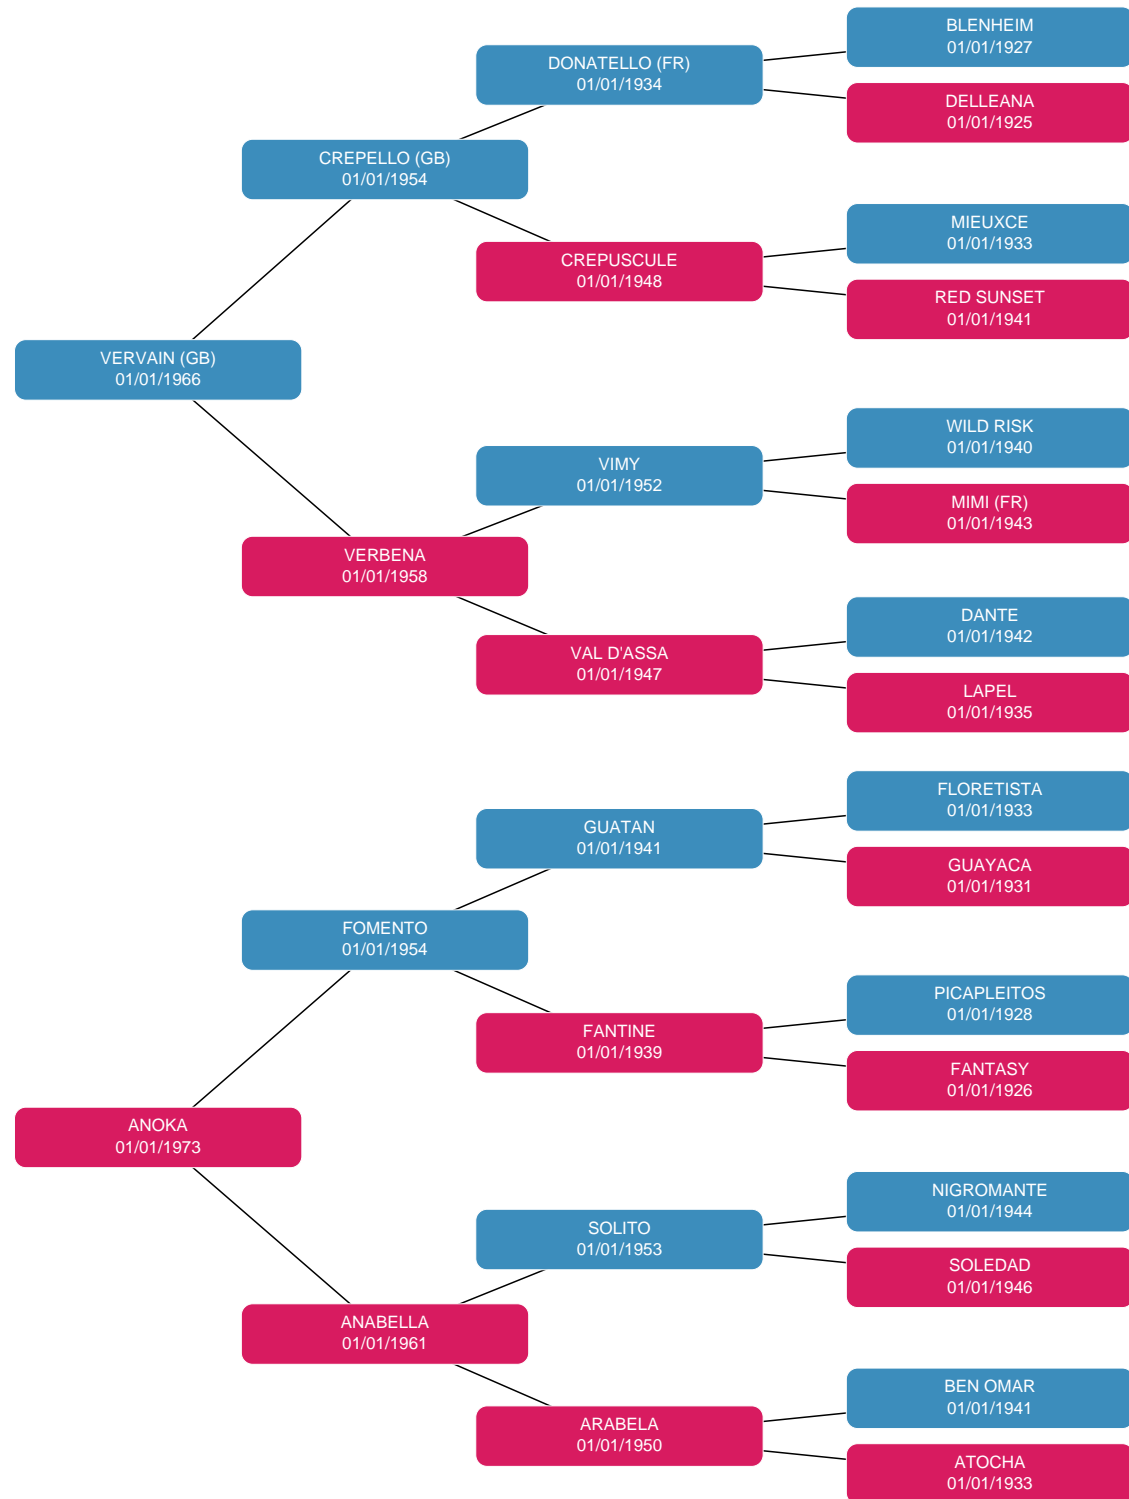 BLENHEIM
01/01/1927
DONATELLO (FR)
01/01/1934
DELLEANA
01/01/1925
CREPELLO (GB)
01/01/1954
MIEUXCE
01/01/1933
CREPUSCULE
01/01/1948
RED SUNSET
01/01/1941
VERVAIN (GB)
01/01/1966
WILD RISK
01/01/1940
VIMY
01/01/1952
MIMI (FR)
01/01/1943
VERBENA
01/01/1958
DANTE
01/01/1942
VAL D'ASSA
01/01/1947
LAPEL
01/01/1935
FLORETISTA
01/01/1933
GUATAN
01/01/1941
GUAYACA
01/01/1931
FOMENTO
01/01/1954
PICAPLEITOS
01/01/1928
FANTINE
01/01/1939
FANTASY
01/01/1926
ANOKA
01/01/1973
NIGROMANTE
01/01/1944
SOLITO
01/01/1953
SOLEDAD
01/01/1946
ANABELLA
01/01/1961
BEN OMAR
01/01/1941
ARABELA
01/01/1950
ATOCHA
01/01/1933